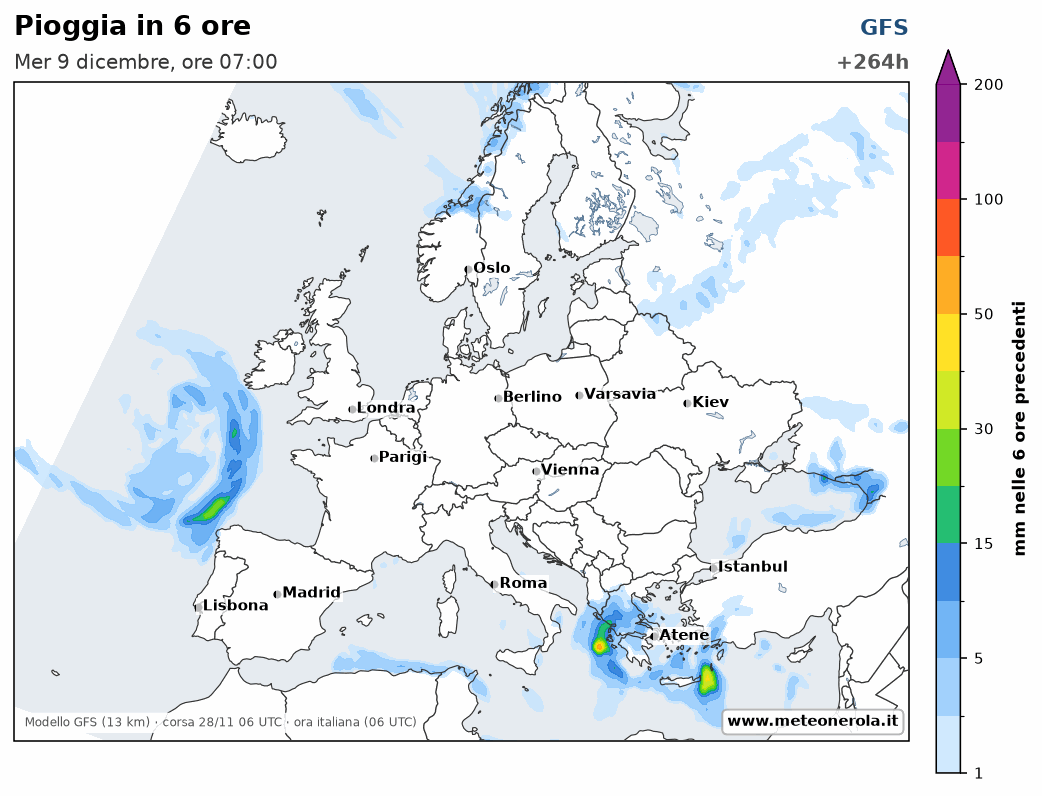 Pioggia in 6 ore
GFS
Mer 9 dicembre, ore 07:00
+264h
200
100
50
30
15
5
1
mm nelle 6 ore precedenti
Oslo
Londra
Berlino
Varsavia
Kiev
Parigi
Vienna
Istanbul
Roma
Madrid
Lisbona
Atene
Modello GFS (13 km) · corsa 28/11 06 UTC · ora italiana (06 UTC)
www.meteonerola.it